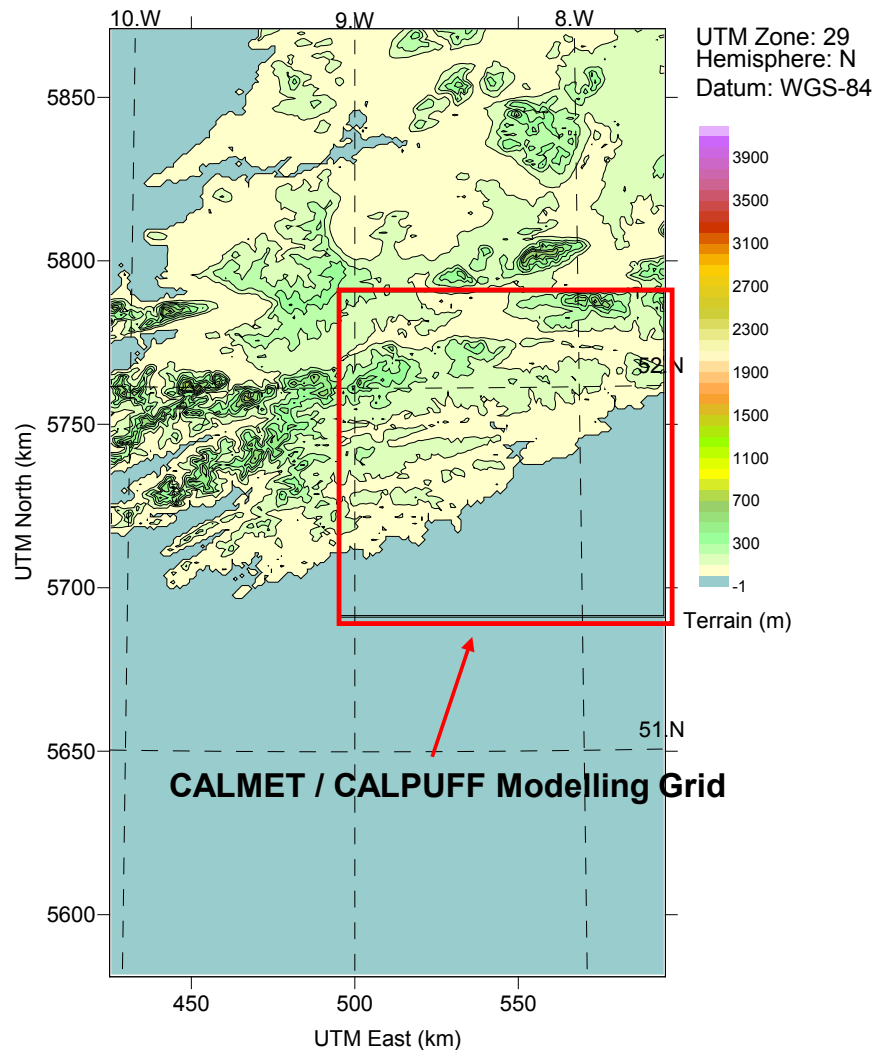 10.W 9.W 8.W
UTM Zone: 29
Hemisphere: N
Datum: WGS-84
5850
5800
5750
5700
5650
5600
UTM North (km)
52.N
51.N
3900
3500
3100
2700
2300
1900
1500
1100
700
300
-1
Terrain (m)
CALMET / CALPUFF Modelling Grid
450 500 550
UTM East (km)